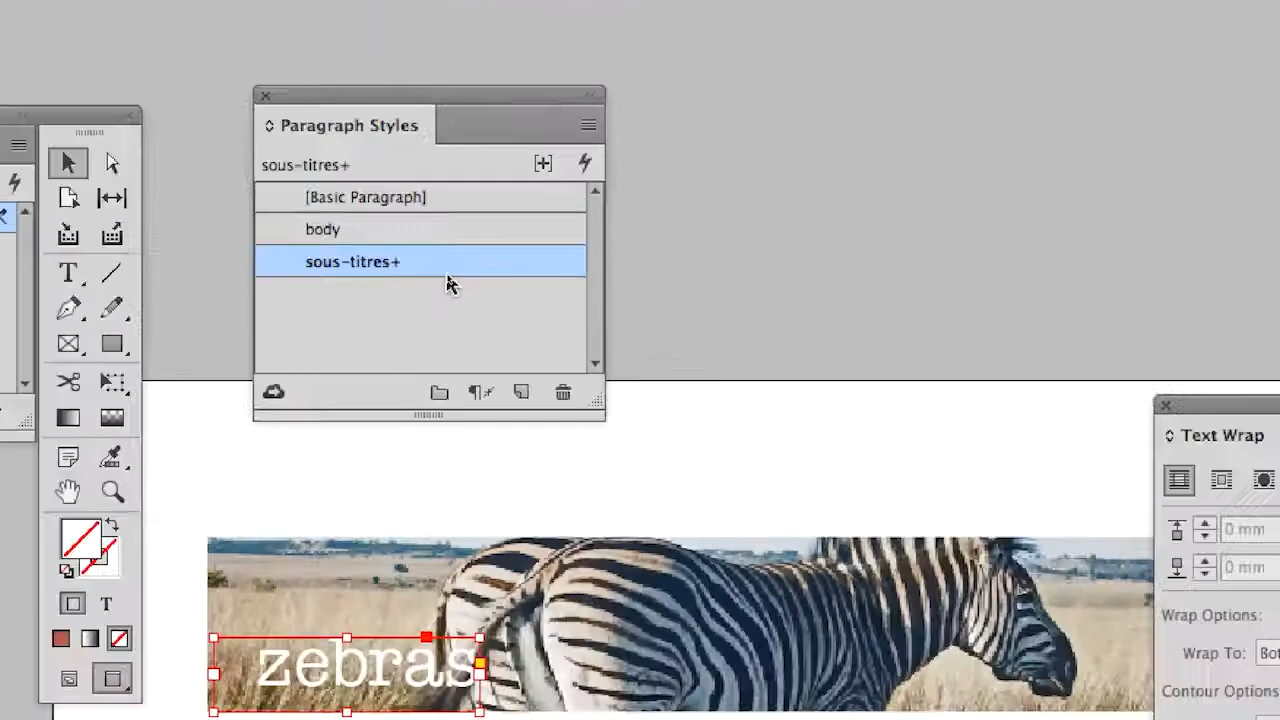 Paragraph Styles
sous-titres+
[Basic Paragraph]
body
sous-titres+
T
T
Text Wrap
0 mm
0 mm
Wrap Options:
Wrap To:
Contour Options
zebras